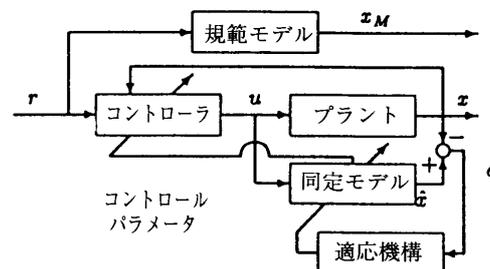 規範モデル
x_M
r
コントローラ
u
プラント
x
−
+
同定モデル
x̂
コントロール
パラメータ
適応機構